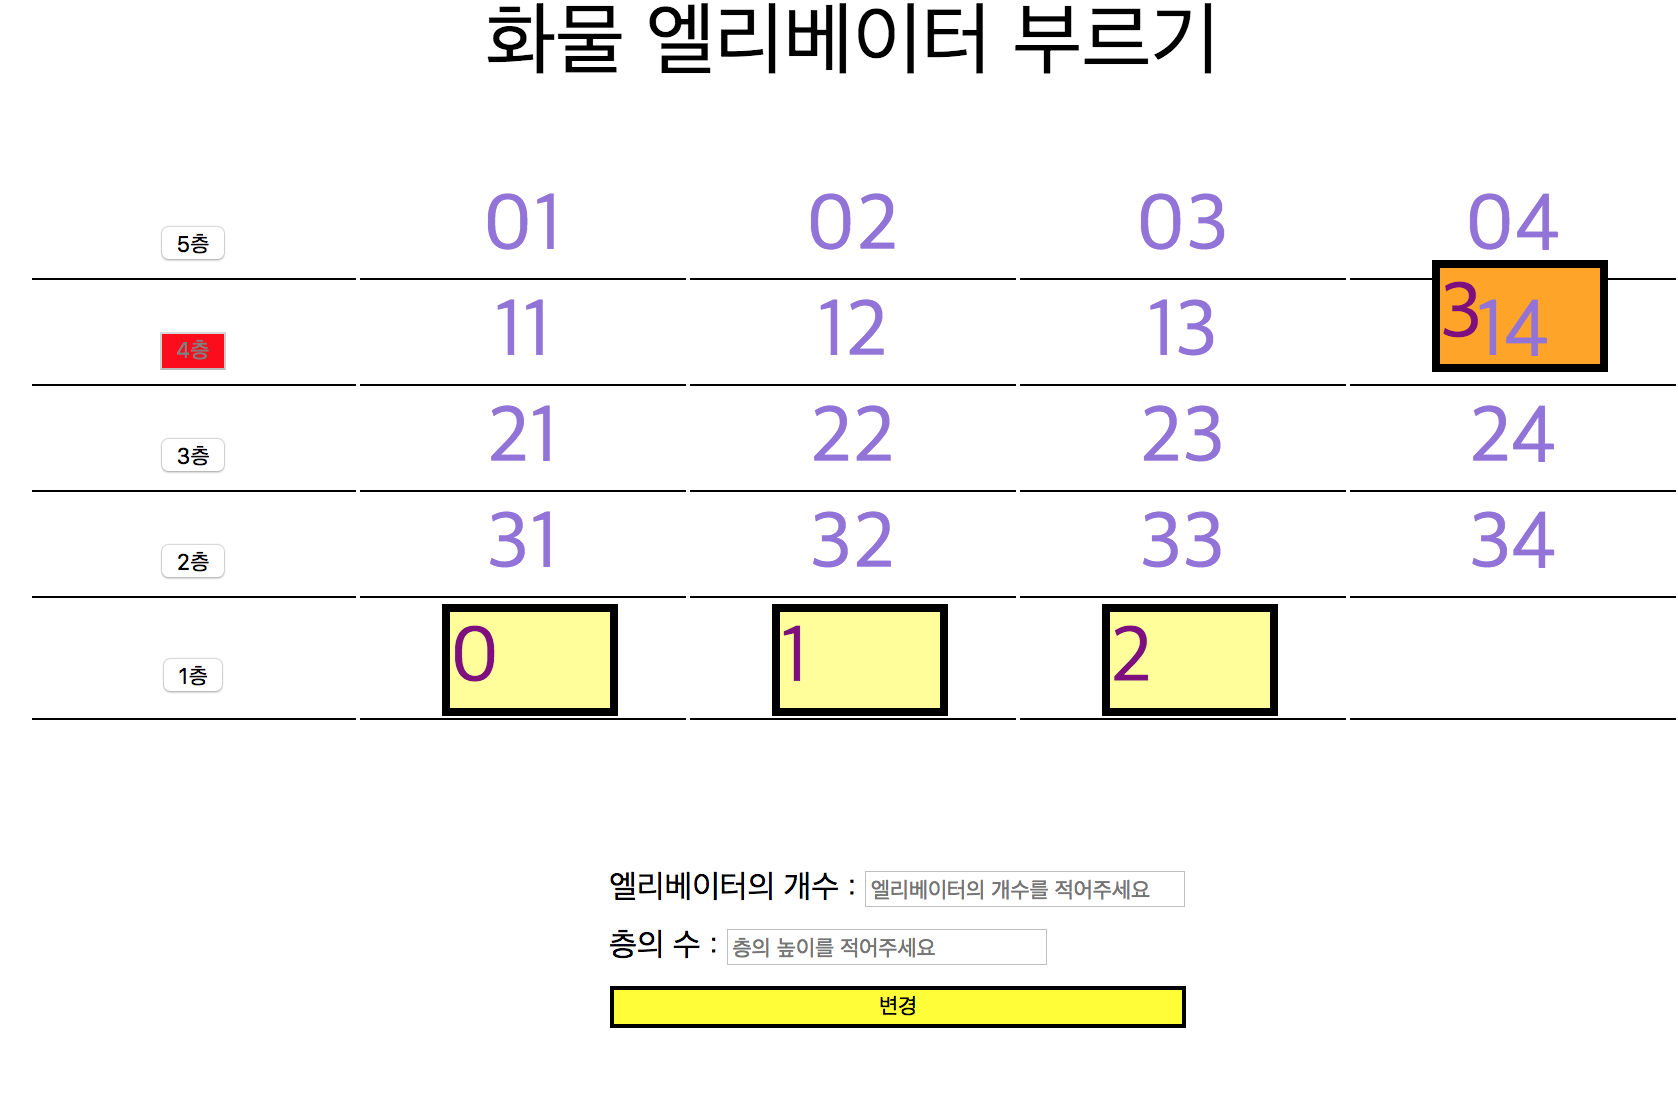 화물 엘리베이터 부르기
5층 01 02 03 04
4층 11 12 13 3 14
3층 21 22 23 24
2층 31 32 33 34
1층 0 1 2
엘리베이터의 개수 : 엘리베이터의 개수를 적어주세요
층의 수 : 층의 높이를 적어주세요
변경